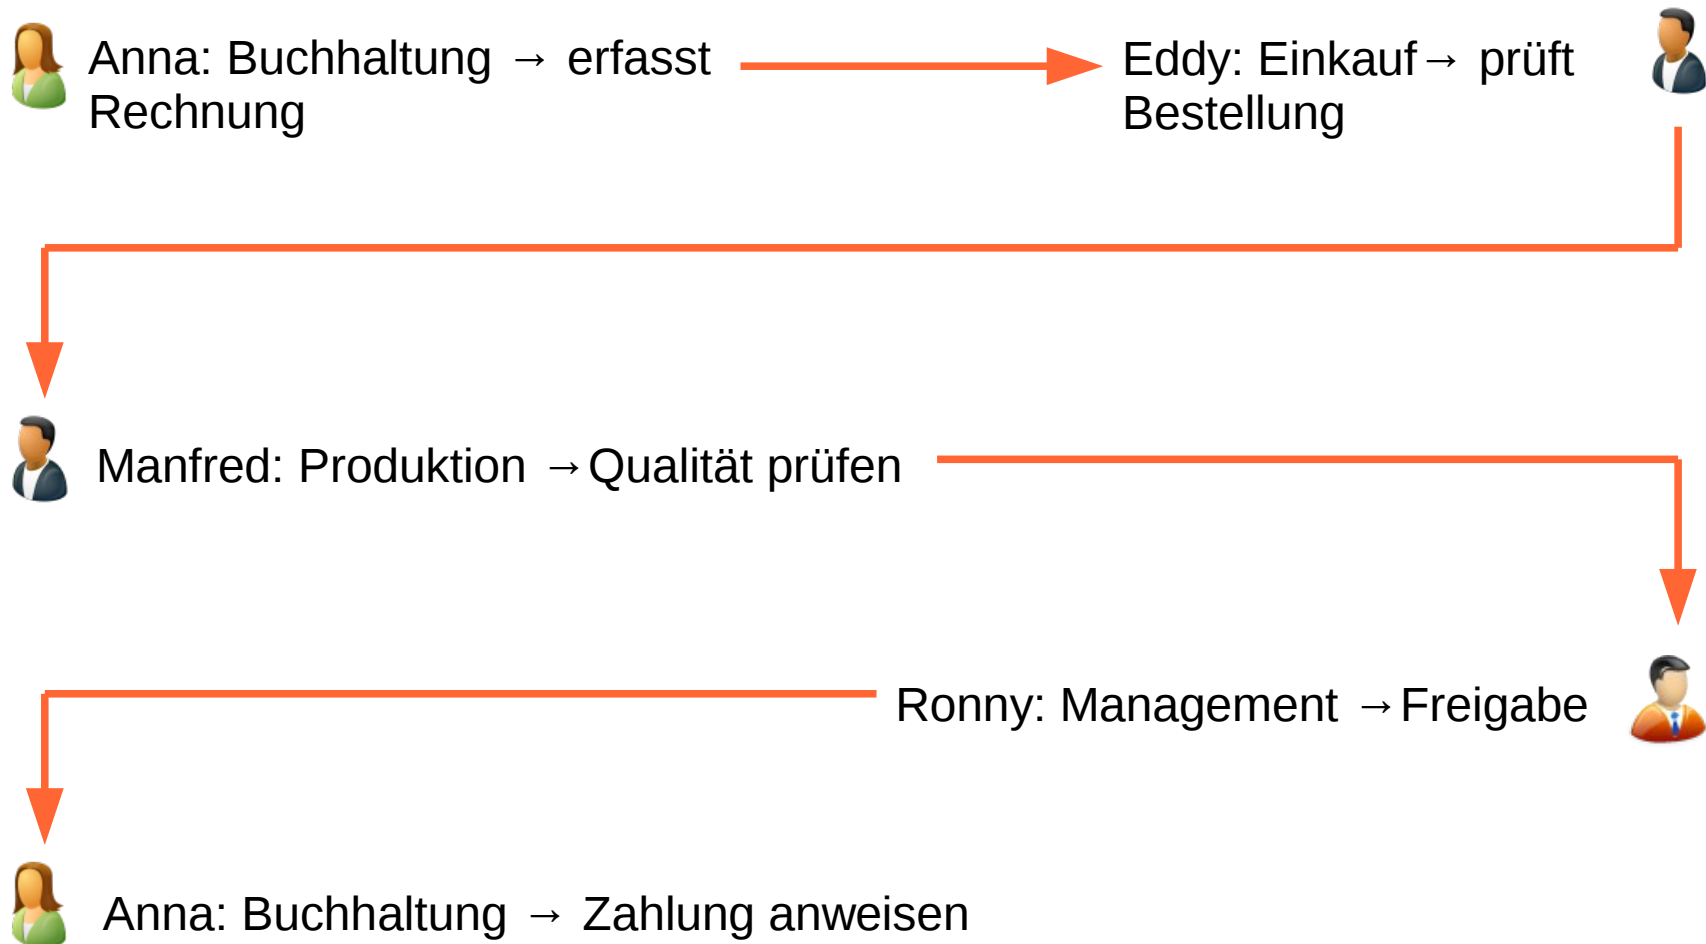 Anna: Buchhaltung → erfasst
Rechnung
Eddy: Einkauf→ prüft
Bestellung
Manfred: Produktion →Qualität prüfen
Ronny: Management →Freigabe
Anna: Buchhaltung → Zahlung anweisen